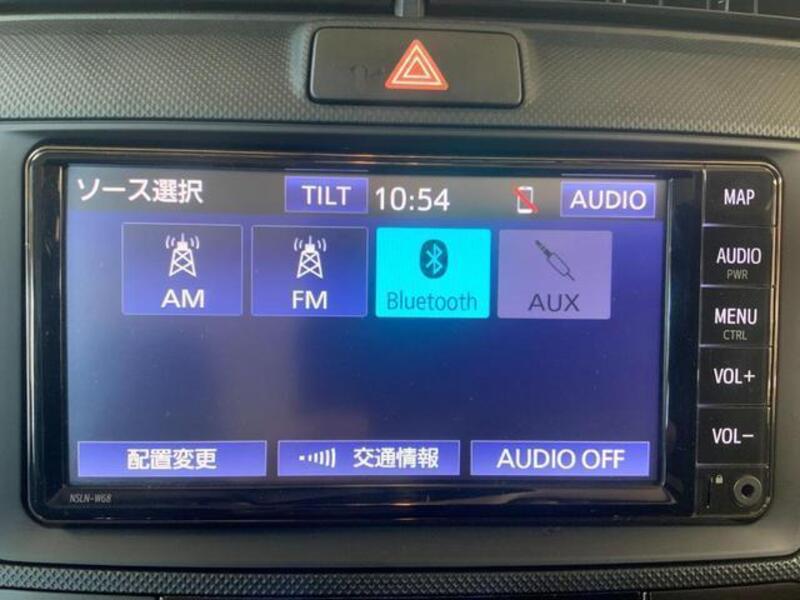 ソース選択 TILT 10:54 AUDIO
AM FM Bluetooth AUX
配置変更 交通情報 AUDIO OFF
NSLN-W68
MAP
AUDIO
PWR
MENU
CTRL
VOL+
VOL−